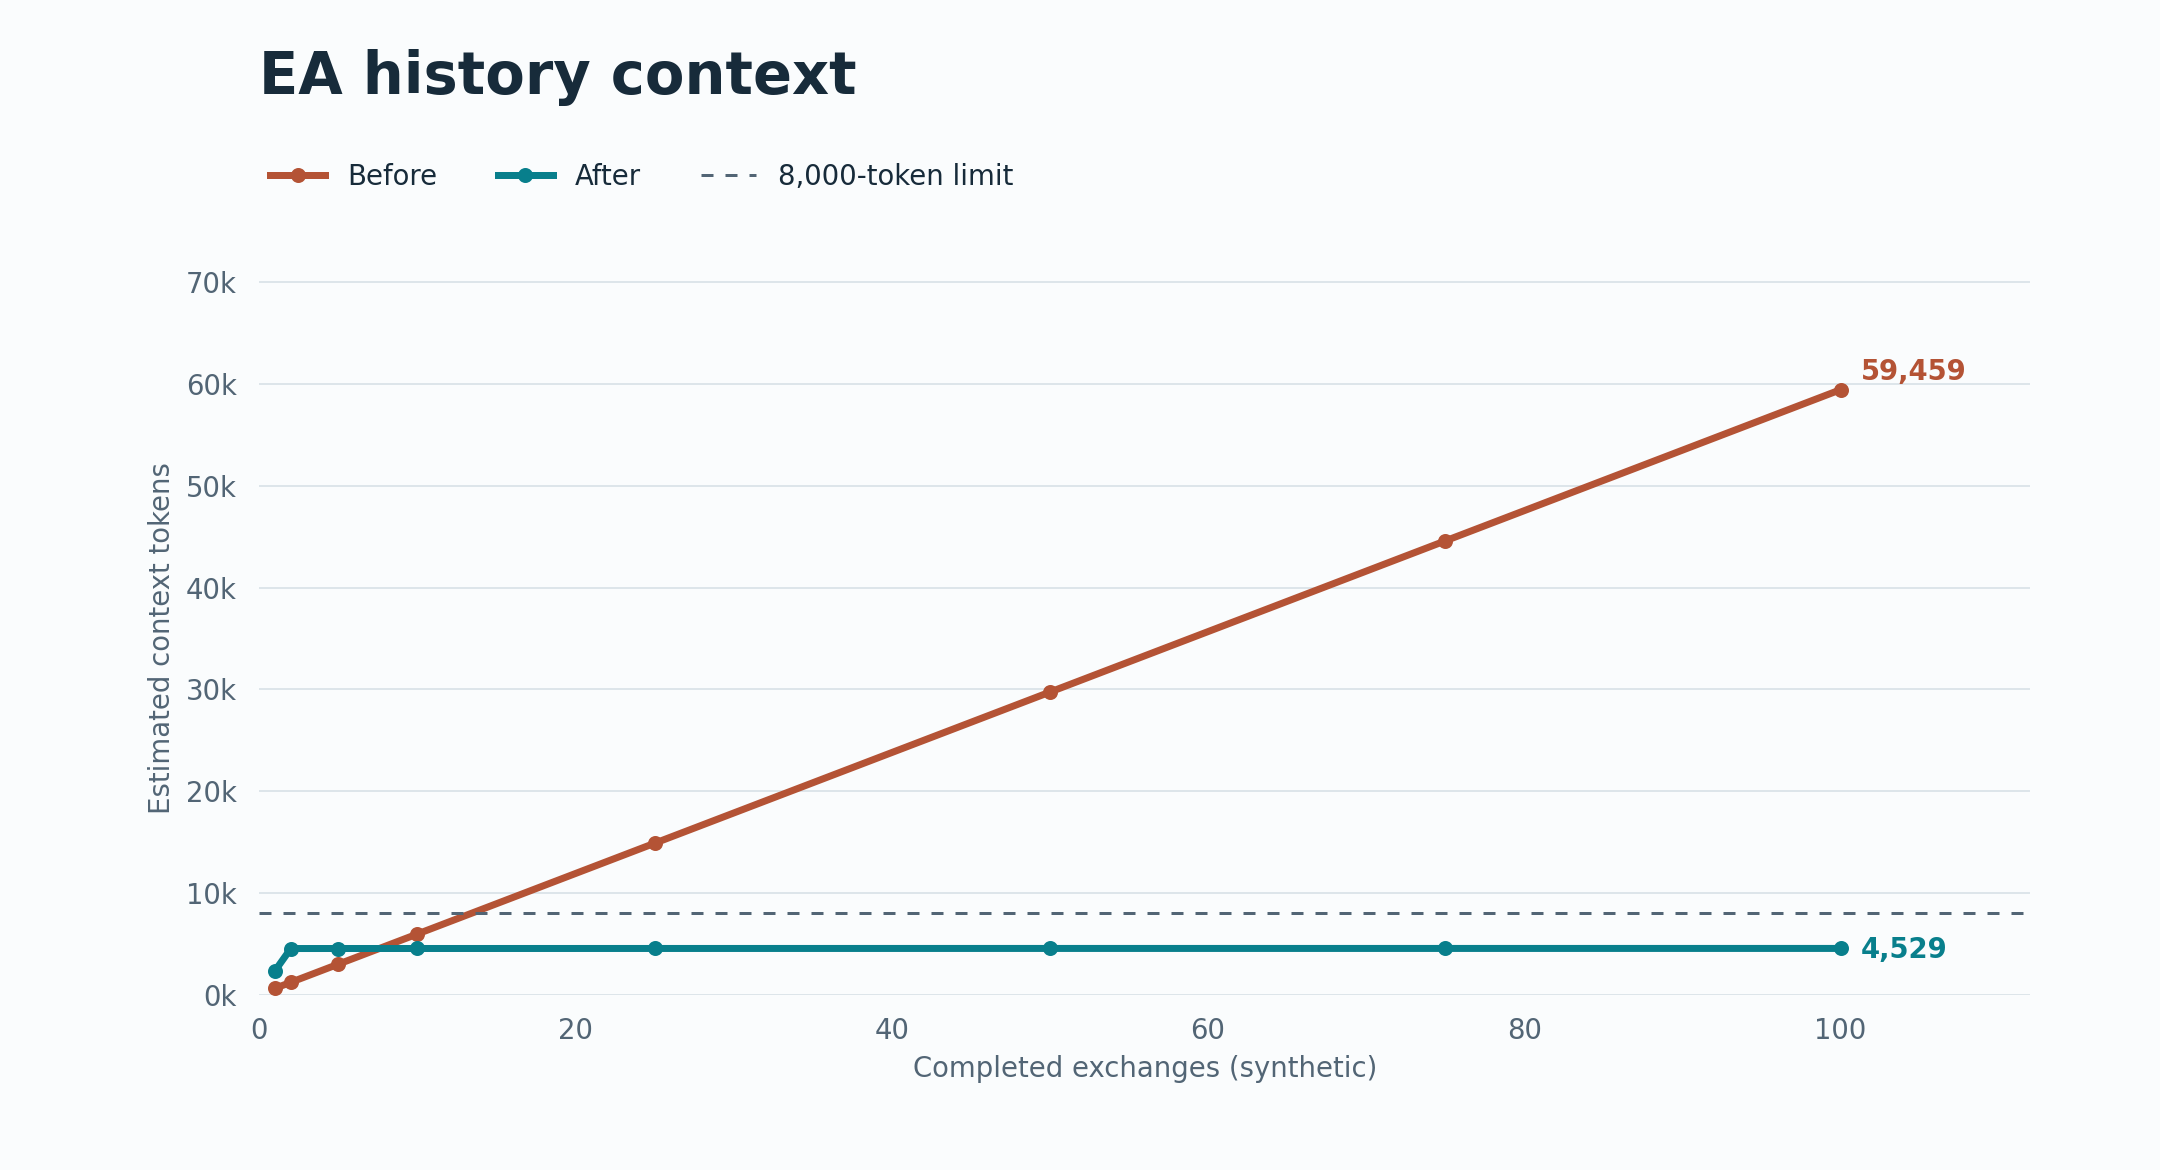 EA history context
Before After 8,000-token limit
70k
60k
50k
40k
30k
20k
10k
0k
Estimated context tokens
59,459
4,529
0 20 40 60 80 100
Completed exchanges (synthetic)